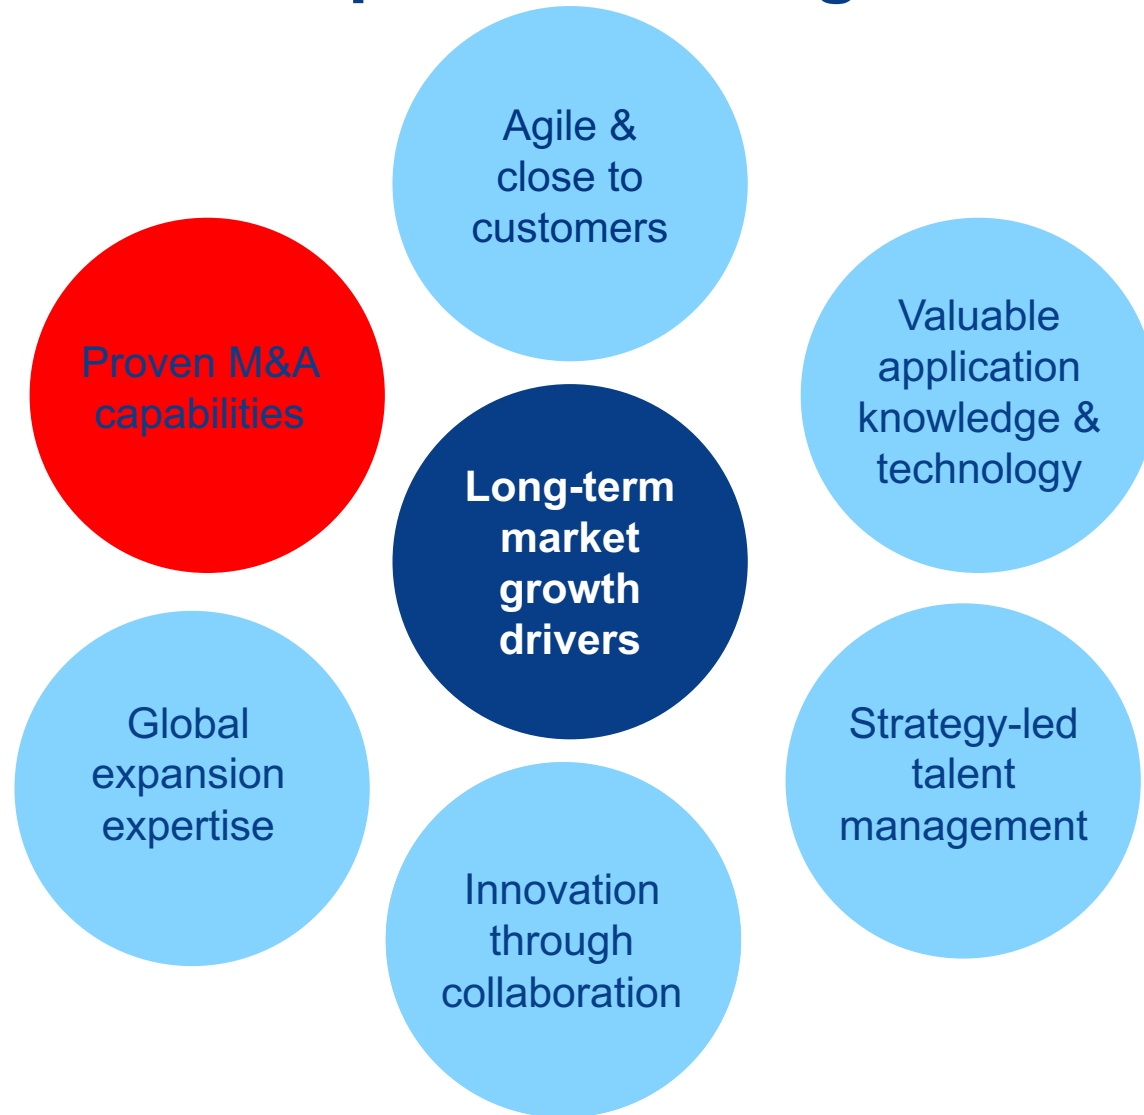 Agile &
close to
customers
Proven M&A
capabilities
Valuable
application
knowledge &
technology
Long-term
market
growth
drivers
Global
expansion
expertise
Strategy-led
talent
management
Innovation
through
collaboration